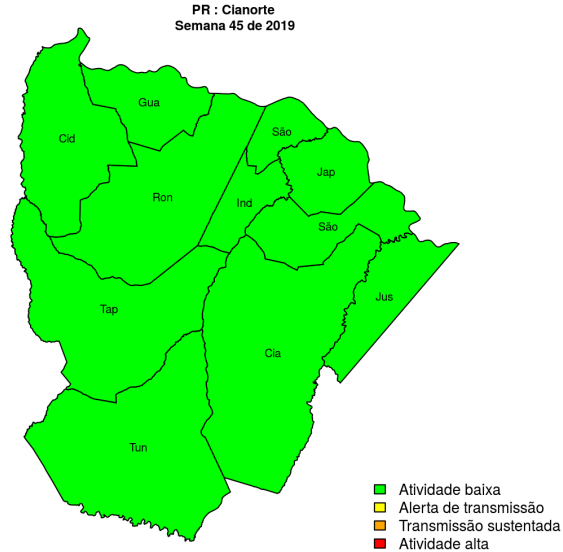 PR : Cianorte
Semana 45 de 2019
Gua
Cid
São
Jap
Ron
Ind
São
Jus
Tap
Cia
Tun
Atividade baixa
Alerta de transmissão
Transmissão sustentada
Atividade alta